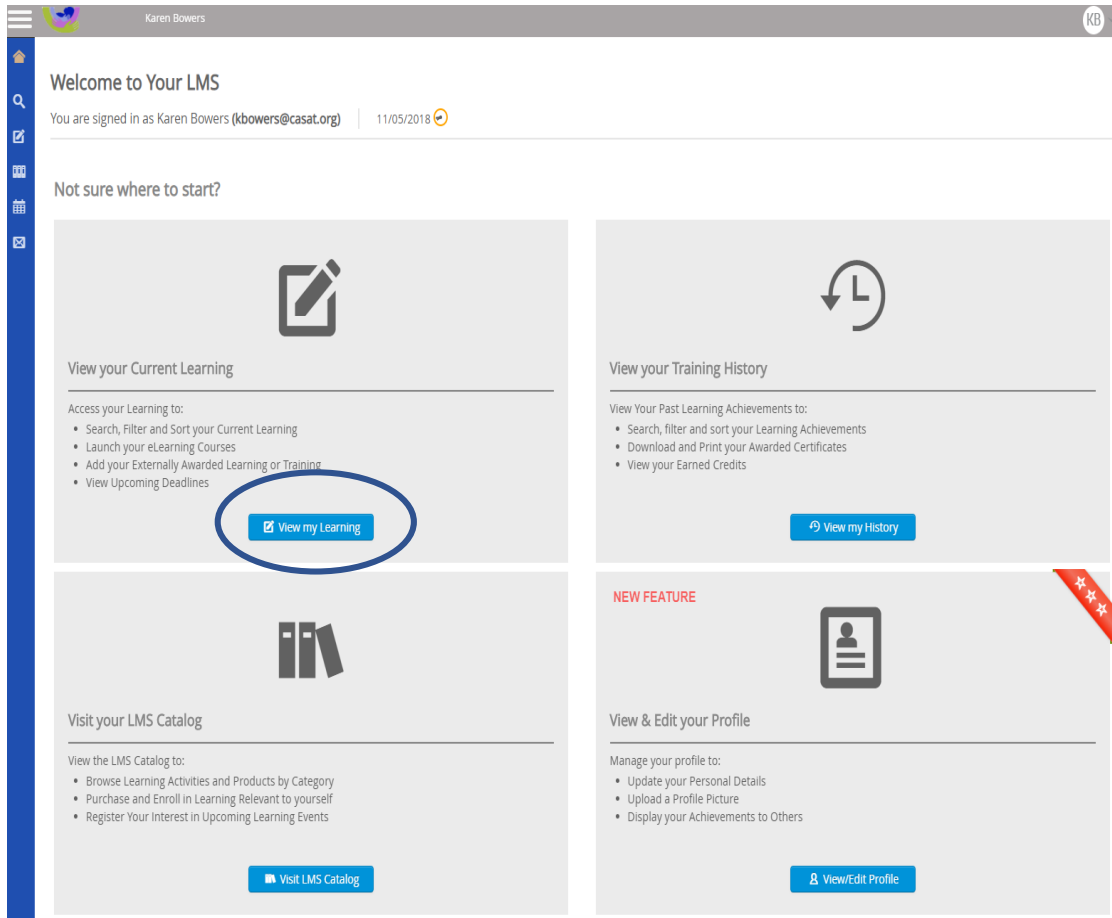 Karen Bowers
KB
Welcome to Your LMS
You are signed in as Karen Bowers (kbowers@casat.org) 11/05/2018
Not sure where to start?
View your Current Learning
Access your Learning to:
• Search, Filter and Sort your Current Learning
• Launch your eLearning Courses
• Add your Externally Awarded Learning or Training
• View Upcoming Deadlines
View my Learning
View your Training History
View Your Past Learning Achievements to:
• Search, filter and sort your Learning Achievements
• Download and Print your Awarded Certificates
• View your Earned Credits
View my History
Visit your LMS Catalog
View the LMS Catalog to:
• Browse Learning Activities and Products by Category
• Purchase and Enroll in Learning Relevant to yourself
• Register Your Interest in Upcoming Learning Events
Visit LMS Catalog
NEW FEATURE
View & Edit your Profile
Manage your profile to:
• Update your Personal Details
• Upload a Profile Picture
• Display your Achievements to Others
View/Edit Profile